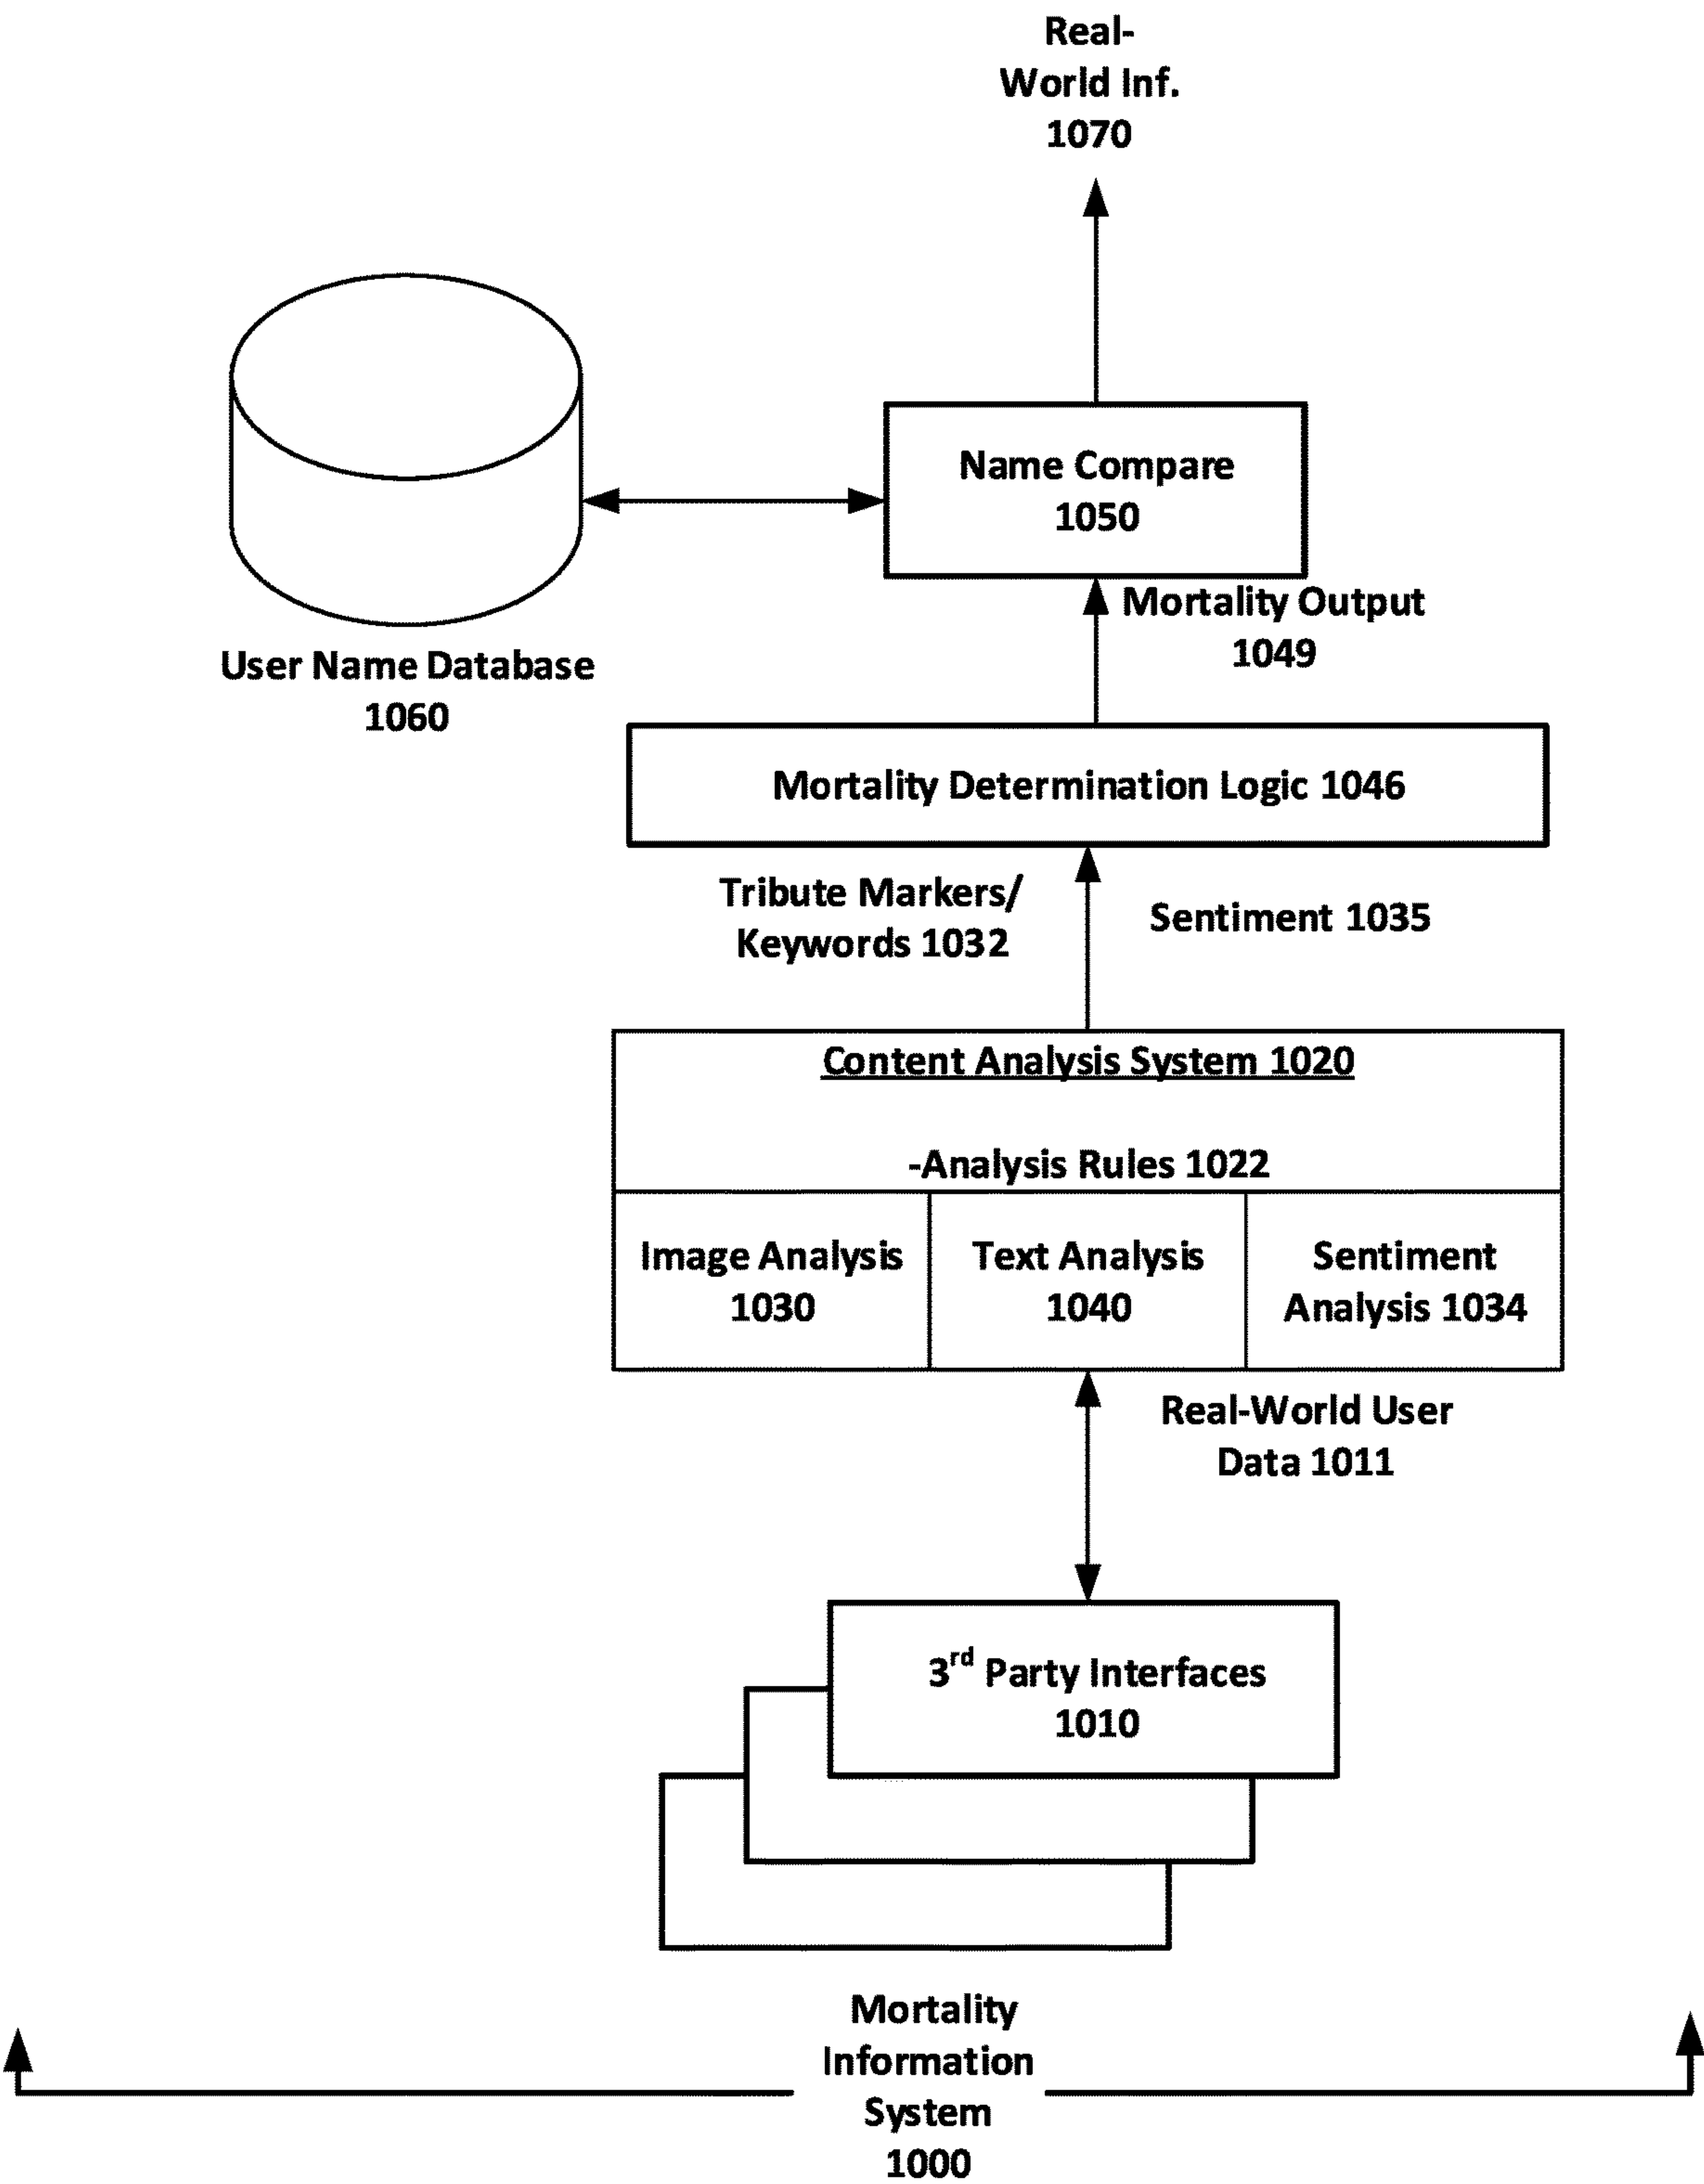 Real-
World Inf.
1070
Name Compare
1050
Mortality Output
1049
User Name Database
1060
Mortality Determination Logic 1046
Tribute Markers/
Keywords 1032
Sentiment 1035
Content Analysis System 1020
-Analysis Rules 1022
Image Analysis
1030
Text Analysis
1040
Sentiment
Analysis 1034
Real-World User
Data 1011
3rd Party Interfaces
1010
Mortality
Information
System
1000